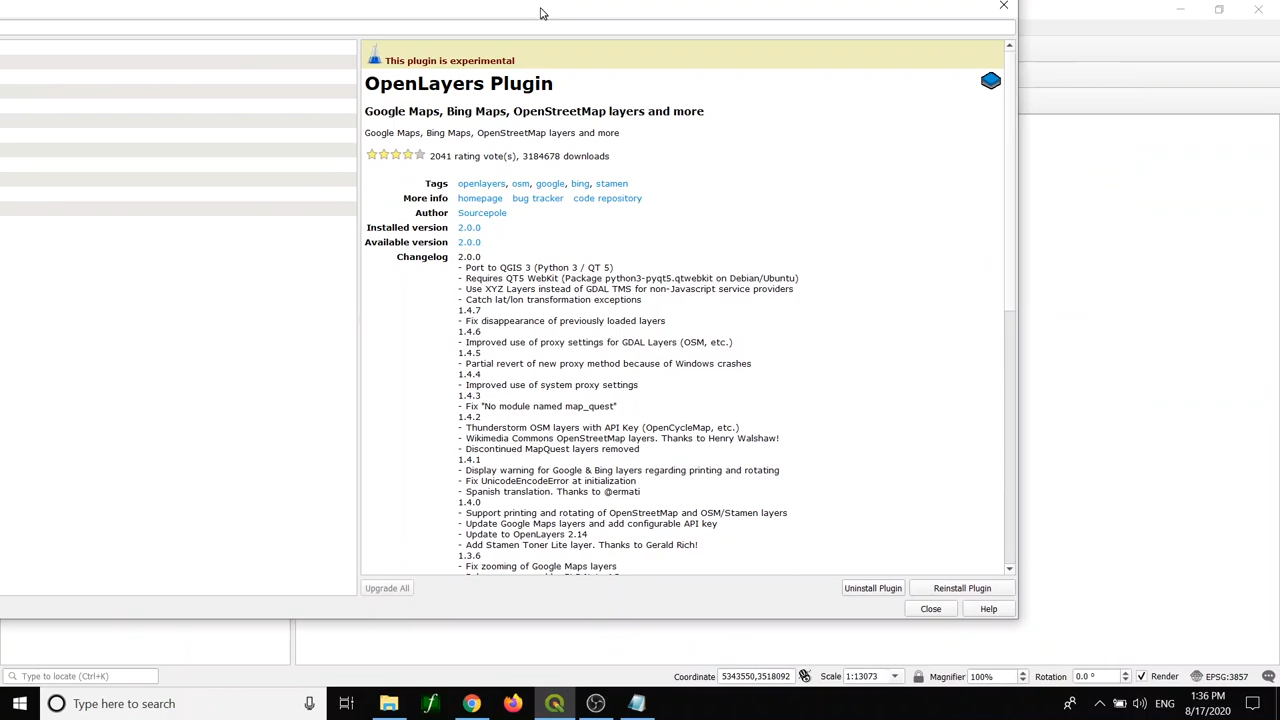 This plugin is experimental
OpenLayers Plugin
Google Maps, Bing Maps, OpenStreetMap layers and more
Google Maps, Bing Maps, OpenStreetMap layers and more
2041 rating vote(s), 3184678 downloads
Tags openlayers, osm, google, bing, stamen
More info homepage bug tracker code repository
Author Sourcepole
Installed version 2.0.0
Available version 2.0.0
Changelog 2.0.0
- Port to QGIS 3 (Python 3 / QT 5)
- Requires QT5 WebKit (Package python3-pyqt5.qtwebkit on Debian/Ubuntu)
- Use XYZ Layers instead of GDAL TMS for non-Javascript service providers
- Catch lat/lon transformation exceptions
1.4.7
- Fix disappearance of previously loaded layers
1.4.6
- Improved use of proxy settings for GDAL Layers (OSM, etc.)
1.4.5
- Partial revert of new proxy method because of Windows crashes
1.4.4
- Improved use of system proxy settings
1.4.3
- Fix "No module named map_quest"
1.4.2
- Thunderstorm OSM layers with API Key (OpenCycleMap, etc.)
- Wikimedia Commons OpenStreetMap layers. Thanks to Henry Walshaw!
- Discontinued MapQuest layers removed
1.4.1
- Display warning for Google & Bing layers regarding printing and rotating
- Fix UnicodeEncodeError at initialization
- Spanish translation. Thanks to @ermati
1.4.0
- Support printing and rotating of OpenStreetMap and OSM/Stamen layers
- Update Google Maps layers and add configurable API key
- Update to OpenLayers 2.14
- Add Stamen Toner Lite layer. Thanks to Gerald Rich!
1.3.6
- Fix zooming of Google Maps layers
Upgrade All Uninstall Plugin Reinstall Plugin
Close Help
Type to locate (Ctrl+K) Coordinate 5343550,3518092 Scale 1:13073 Magnifier 100% Rotation 0.0 ° Render EPSG:3857
Type here to search ENG 1:36 PM
8/17/2020